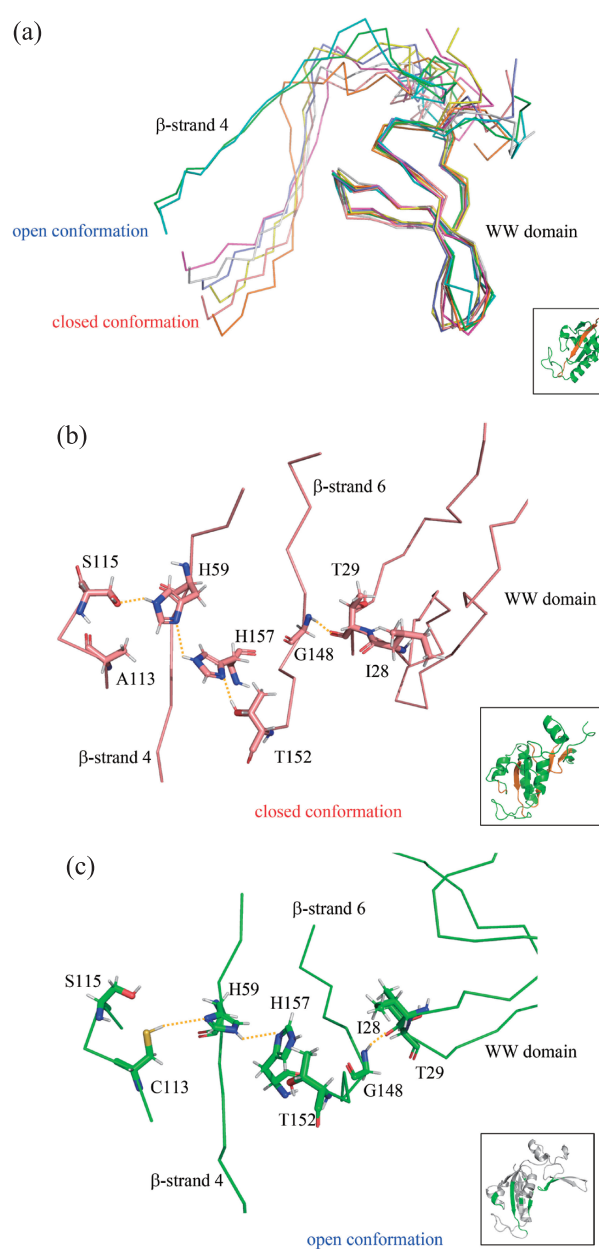 (a)
β-strand 4
open conformation
WW domain
closed conformation
(b)
β-strand 6
S115
H59
T29
WW domain
H157
G148
I28
A113
β-strand 4
T152
closed conformation
(c)
β-strand 6
S115
H59
H157
I28
WW domain
T29
G148
C113
T152
β-strand 4
open conformation